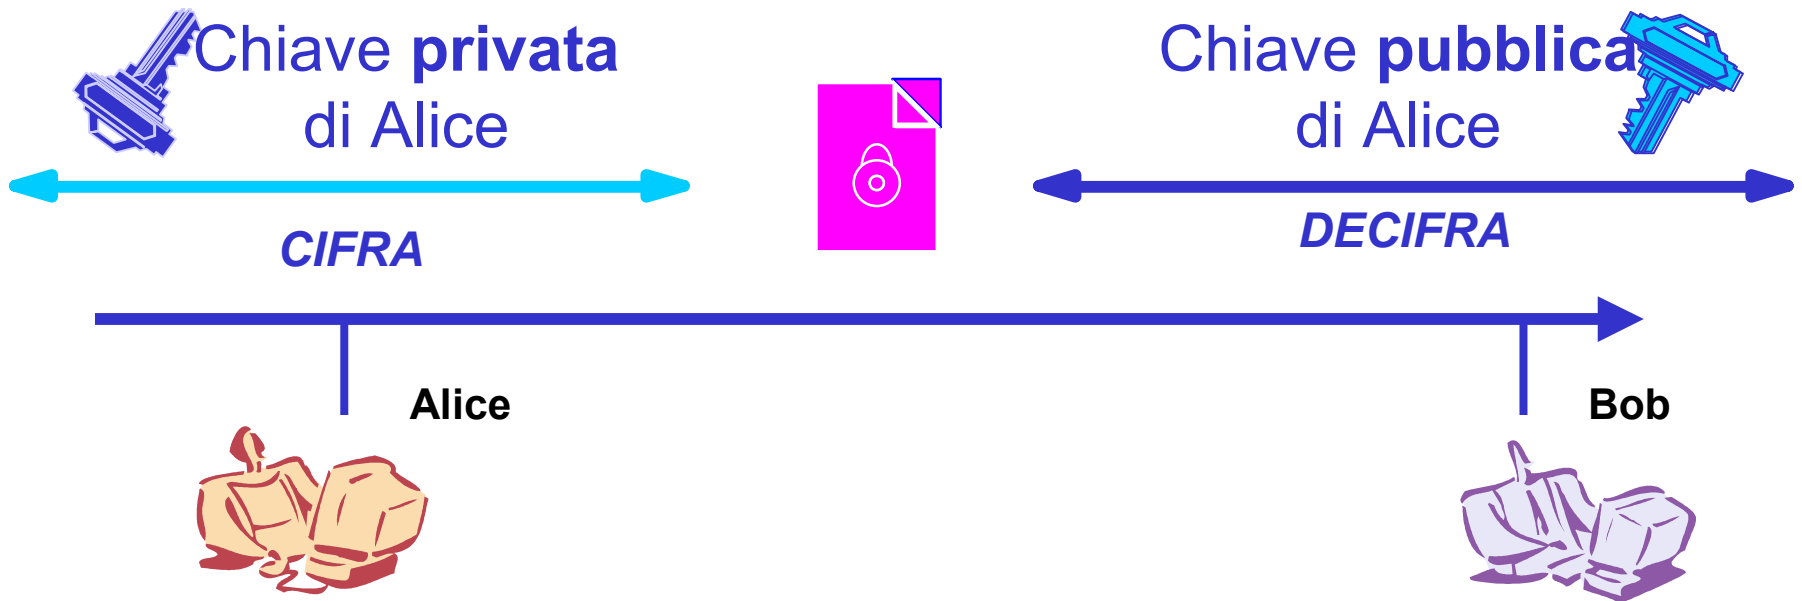 Chiave privata
di Alice
Chiave pubblica
di Alice
CIFRA
DECIFRA
Alice
Bob